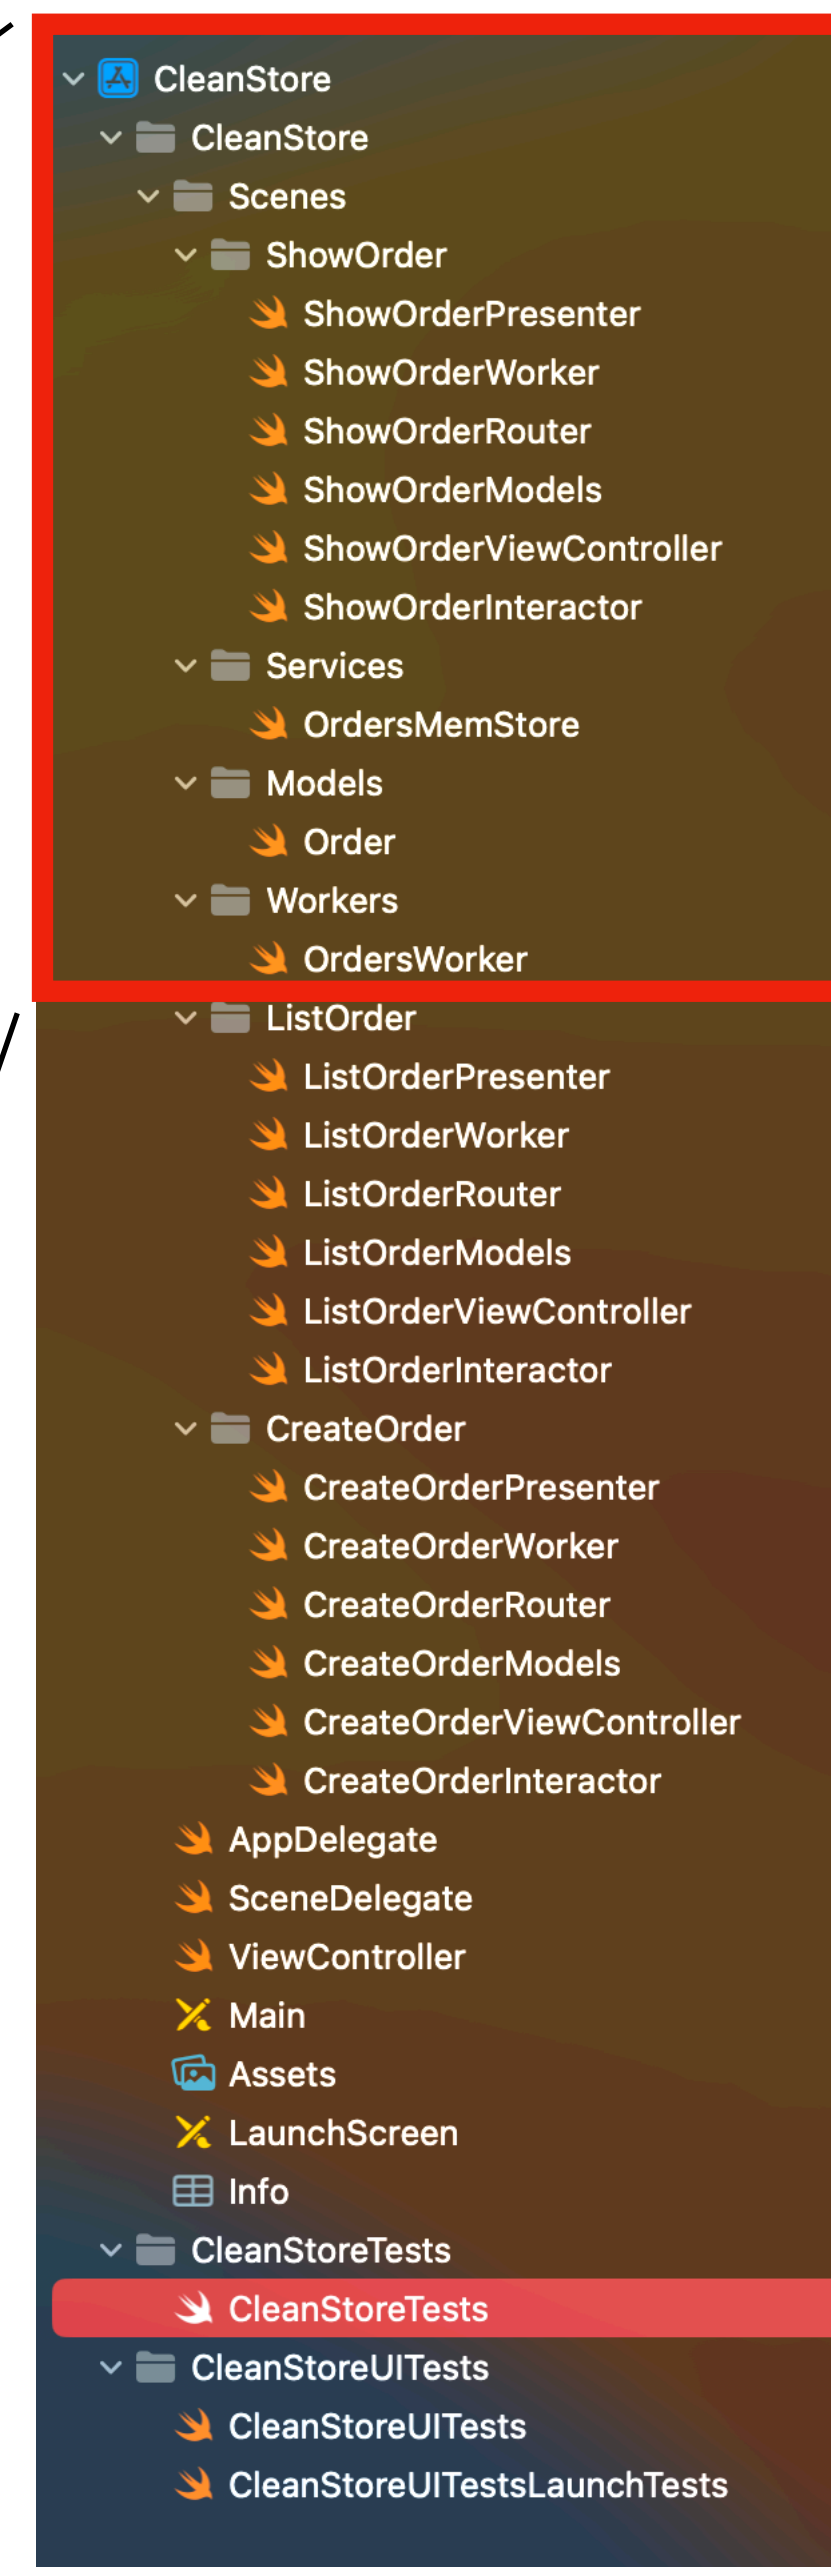 CleanStore
CleanStore
Scenes
ShowOrder
ShowOrderPresenter
ShowOrderWorker
ShowOrderRouter
ShowOrderModels
ShowOrderViewController
ShowOrderInteractor
Services
OrdersMemStore
Models
Order
Workers
OrdersWorker
ListOrder
ListOrderPresenter
ListOrderWorker
ListOrderRouter
ListOrderModels
ListOrderViewController
ListOrderInteractor
CreateOrder
CreateOrderPresenter
CreateOrderWorker
CreateOrderRouter
CreateOrderModels
CreateOrderViewController
CreateOrderInteractor
AppDelegate
SceneDelegate
ViewController
Main
Assets
LaunchScreen
Info
CleanStoreTests
CleanStoreTests
CleanStoreUITests
CleanStoreUITests
CleanStoreUITestsLaunchTests